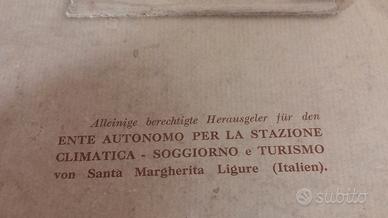 Alleinige berechtigte Herausgeler für den
ENTE AUTONOMO PER LA STAZIONE
CLIMATICA - SOGGIORNO e TURISMO
von Santa Margherita Ligure (Italien).
subito